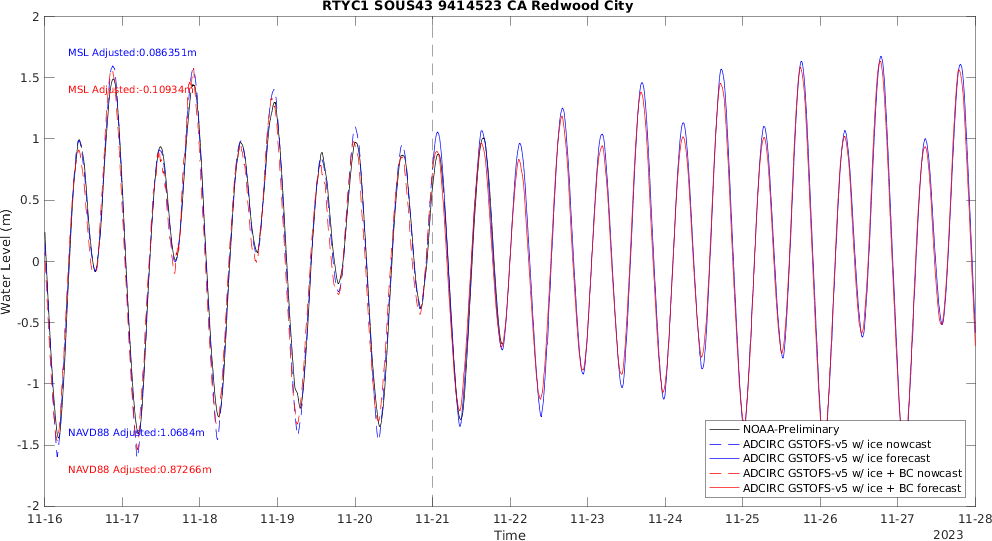 RTYC1 SOUS43 9414523 CA Redwood City
2
1.5
1
0.5
0
-0.5
-1
-1.5
-2
Water Level (m)
MSL Adjusted:0.086351m
MSL Adjusted:-0.10934m
NAVD88 Adjusted:1.0684m
NAVD88 Adjusted:0.87266m
NOAA-Preliminary
ADCIRC GSTOFS-v5 w/ ice nowcast
ADCIRC GSTOFS-v5 w/ ice forecast
ADCIRC GSTOFS-v5 w/ ice + BC nowcast
ADCIRC GSTOFS-v5 w/ ice + BC forecast
11-16 11-17 11-18 11-19 11-20 11-21 11-22 11-23 11-24 11-25 11-26 11-27 11-28
Time
2023